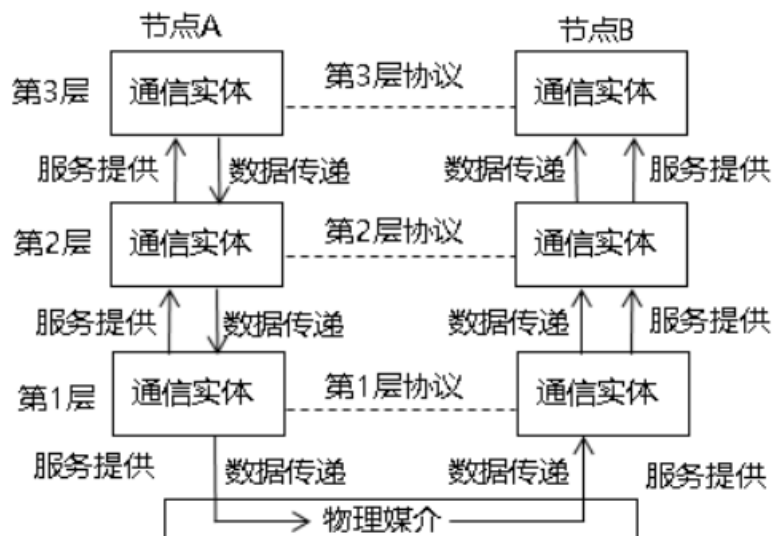 节点A 节点B
第3层 通信实体 第3层协议 通信实体
服务提供 数据传递 数据传递 服务提供
第2层 通信实体 第2层协议 通信实体
服务提供 数据传递 数据传递 服务提供
第1层 通信实体 第1层协议 通信实体
服务提供 数据传递 数据传递 服务提供
物理媒介